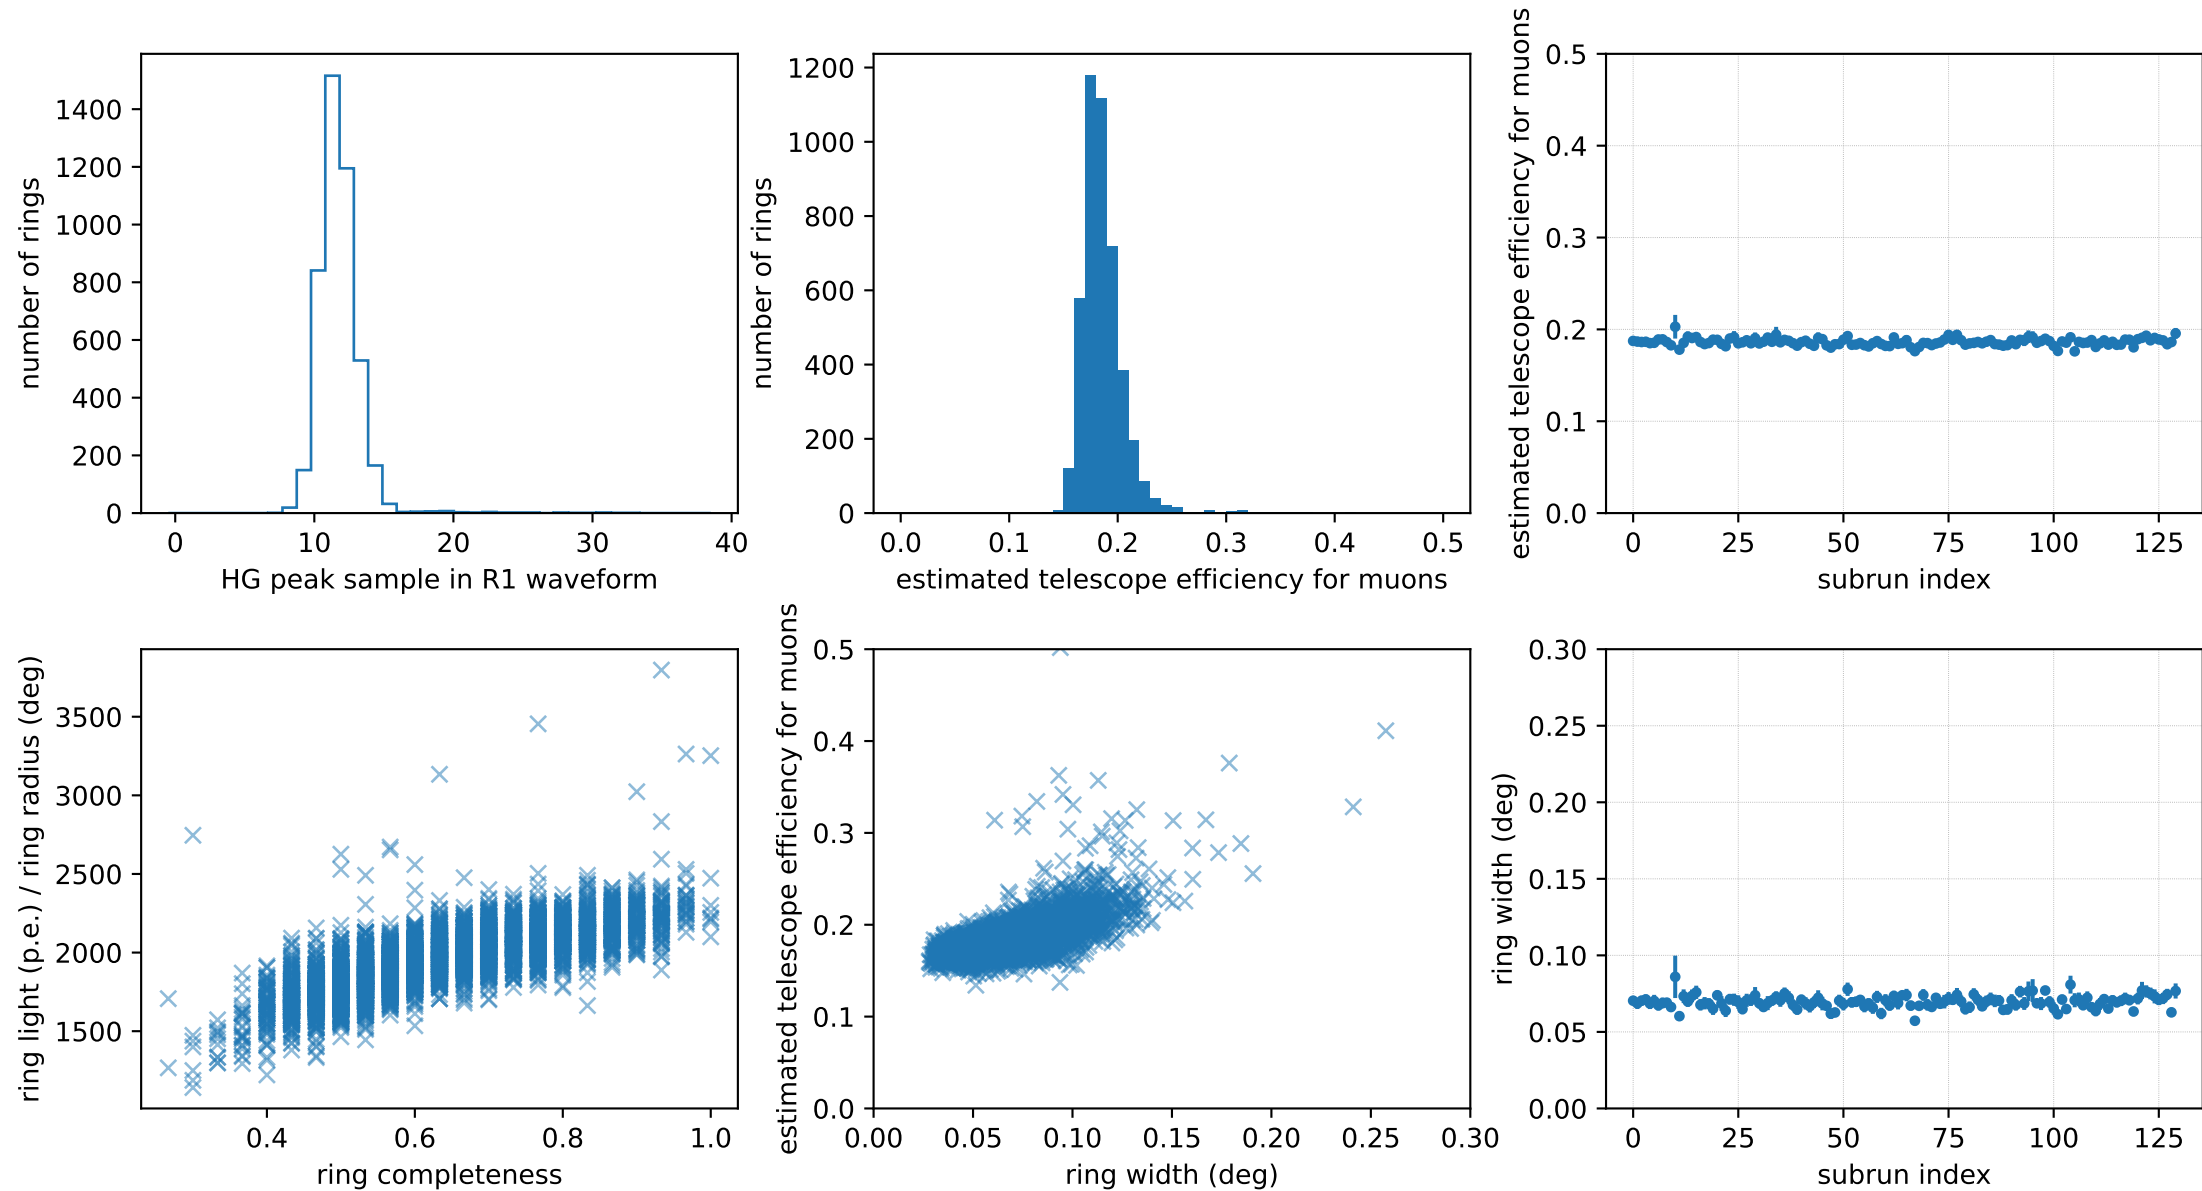 number of rings
1400
1200
1000
800
600
400
200
0
0 10 20 30 40
HG peak sample in R1 waveform
number of rings
1200
1000
800
600
400
200
0
0.0 0.1 0.2 0.3 0.4 0.5
estimated telescope efficiency for muons
estimated telescope efficiency for muons
0.5
0.4
0.3
0.2
0.1
0.0
0 25 50 75 100 125
subrun index
ring light (p.e.) / ring radius (deg)
3500
3000
2500
2000
1500
0.4 0.6 0.8 1.0
ring completeness
estimated telescope efficiency for muons
0.5
0.4
0.3
0.2
0.1
0.0
0.00 0.05 0.10 0.15 0.20 0.25 0.30
ring width (deg)
ring width (deg)
0.30
0.25
0.20
0.15
0.10
0.05
0.00
0 25 50 75 100 125
subrun index